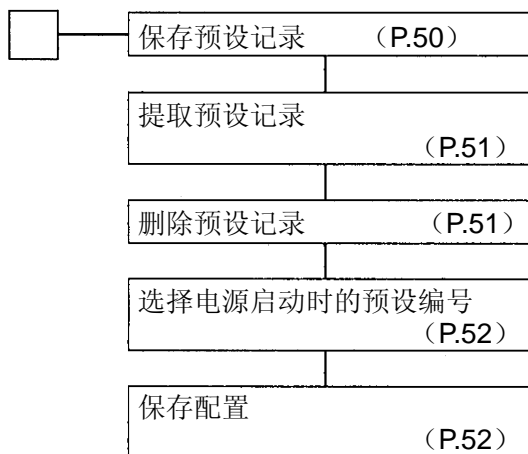 保存预设记录 （P.50）
提取预设记录
（P.51）
删除预设记录 （P.51）
选择电源启动时的预设编号
（P.52）
保存配置
（P.52）